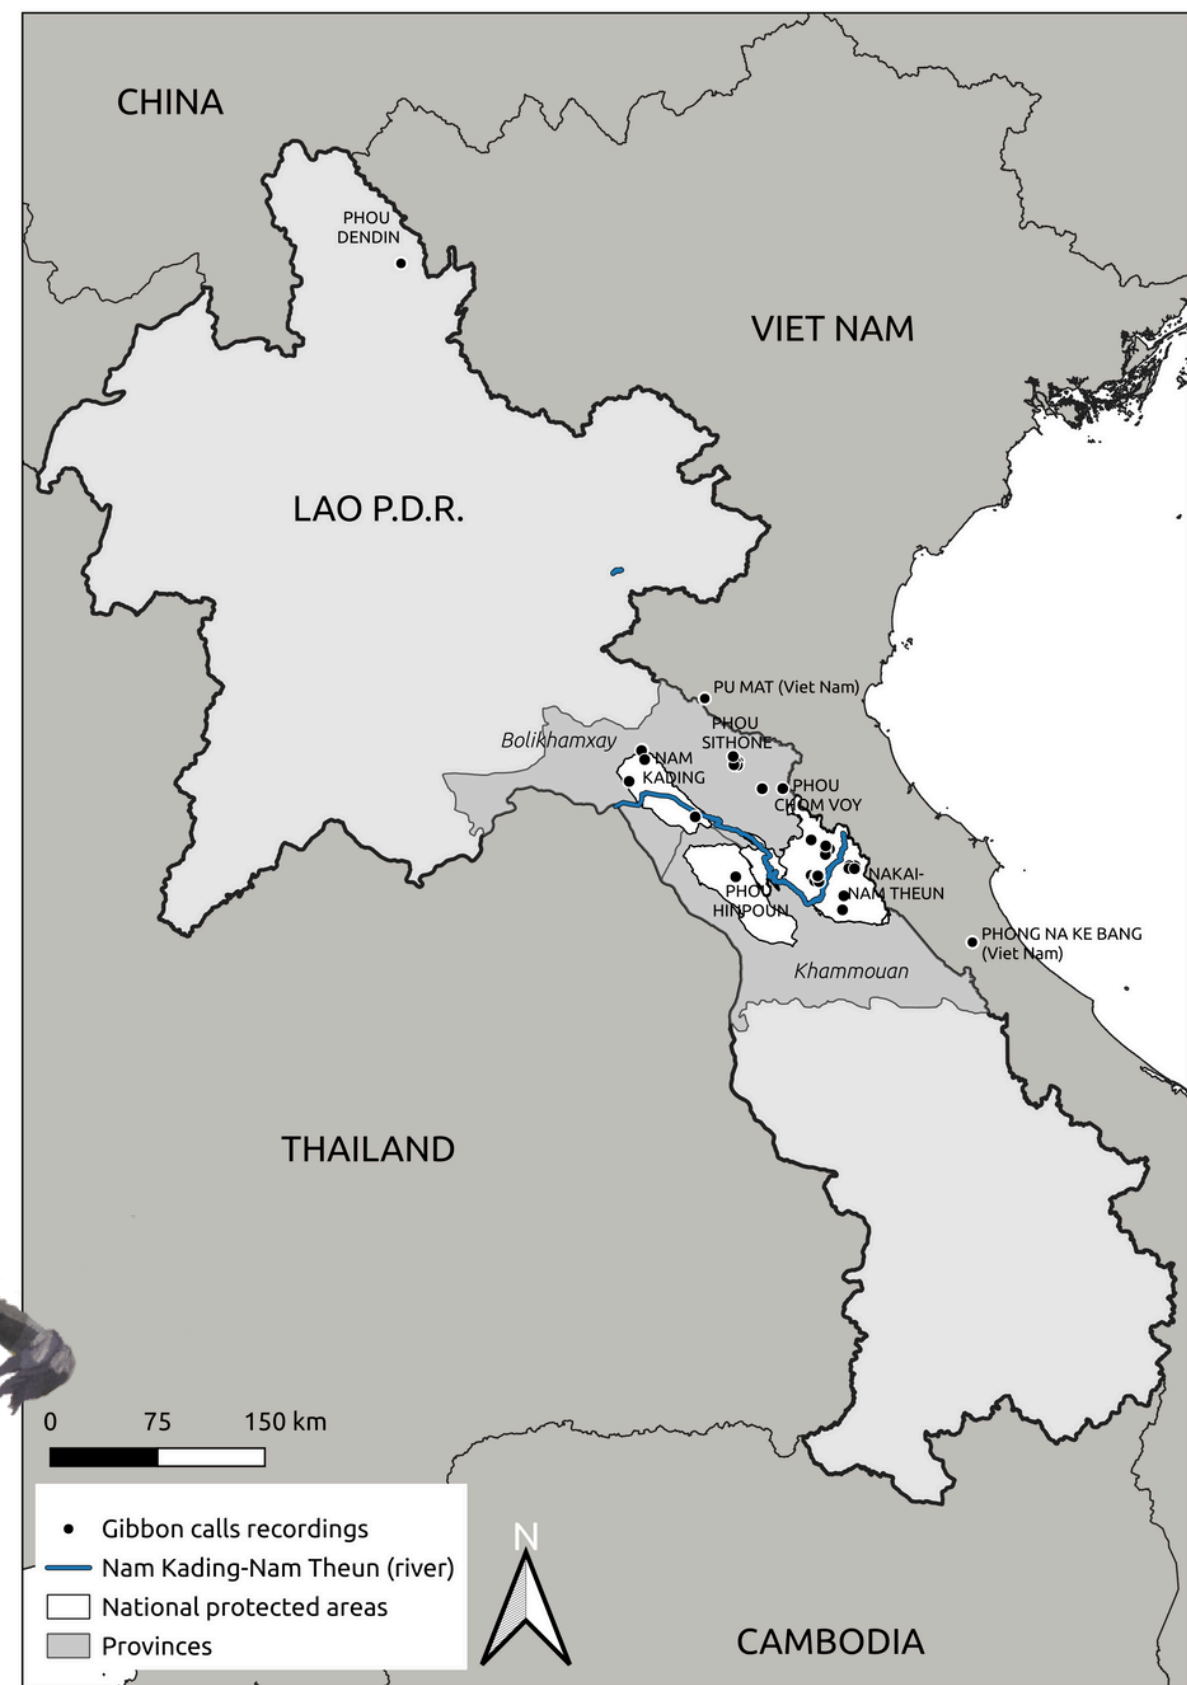 CHINA
PHOU
DENDIN
VIET NAM
LAO P.D.R.
PU MAT (Viet Nam)
PHOU
SITHONE
Bolikhamxay
NAM
KADING
PHOU
CHOM VOY
NAKAI-
NAM THEUN
PHOU
HINPOUN
PHONG NA KE BANG
(Viet Nam)
Khammouan
THAILAND
0 75 150 km
N
Gibbon calls recordings
Nam Kading-Nam Theun (river)
National protected areas
Provinces
CAMBODIA